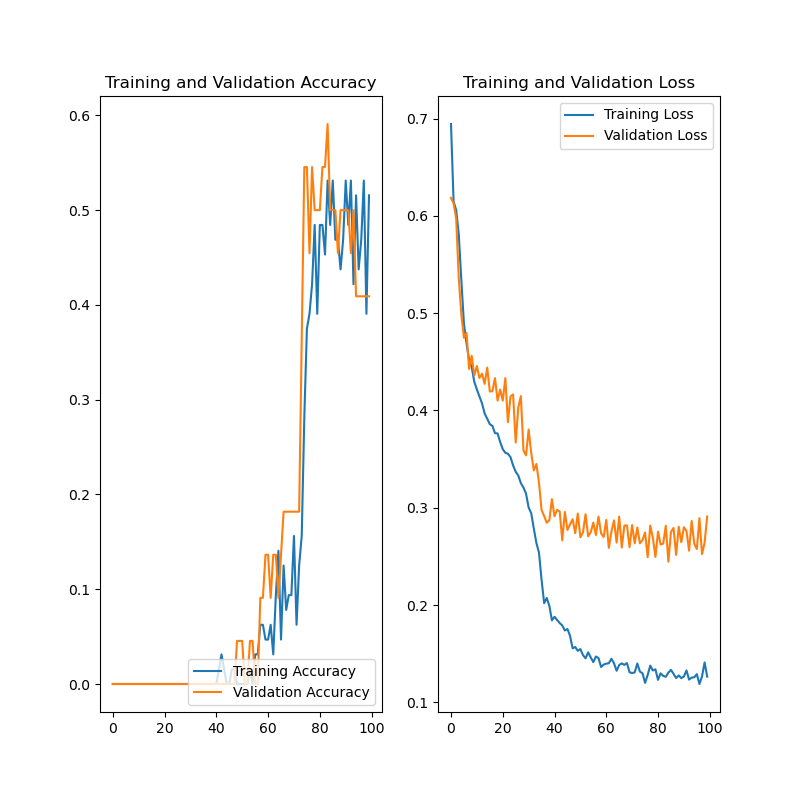 Training and Validation Accuracy
0.6
0.5
0.4
0.3
0.2
0.1
0.0
0 20 40 60 80 100
Training Accuracy
Validation Accuracy
Training and Validation Loss
0.7
0.6
0.5
0.4
0.3
0.2
0.1
0 20 40 60 80 100
Training Loss
Validation Loss